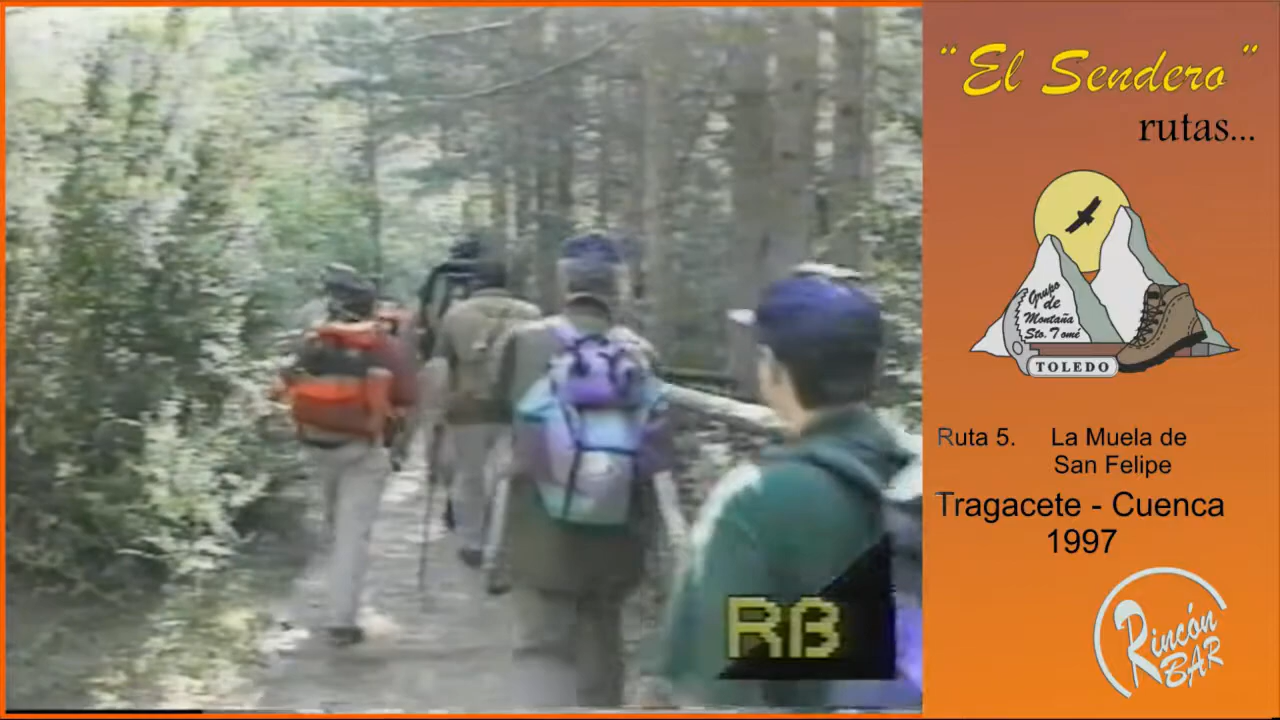 "El Sendero"
rutas...
Grupo
de
Montaña
Sto. Tomé
TOLEDO
Ruta 5. La Muela de
San Felipe
Tragacete - Cuenca
1997
Rincón
BAR
RB